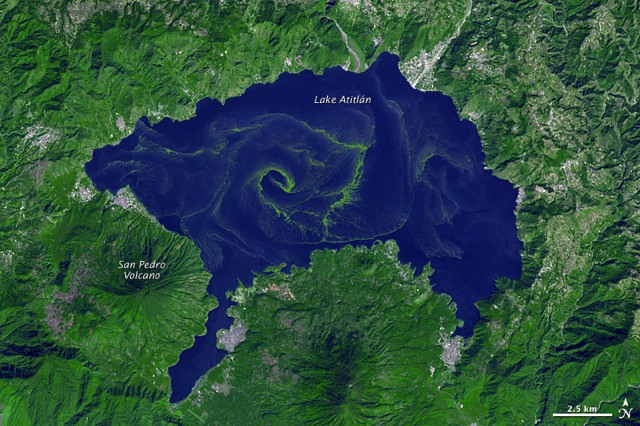 Lake Atitlán
San Pedro
Volcano
2.5 km
N